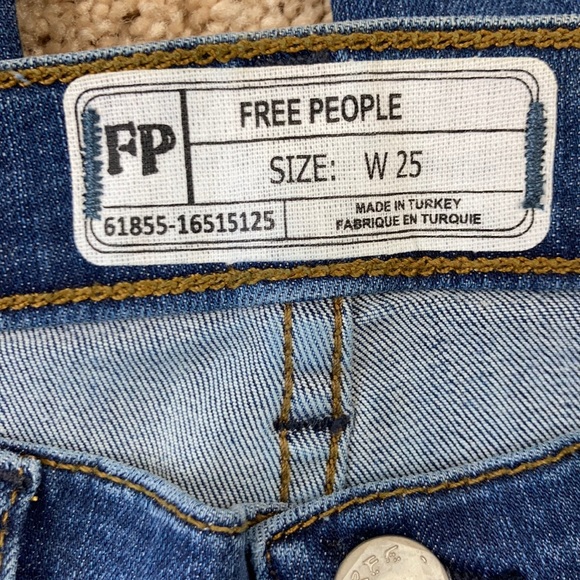 FP
FREE PEOPLE
SIZE: W 25
61855-16515125
MADE IN TURKEY
FABRIQUE EN TURQUIE